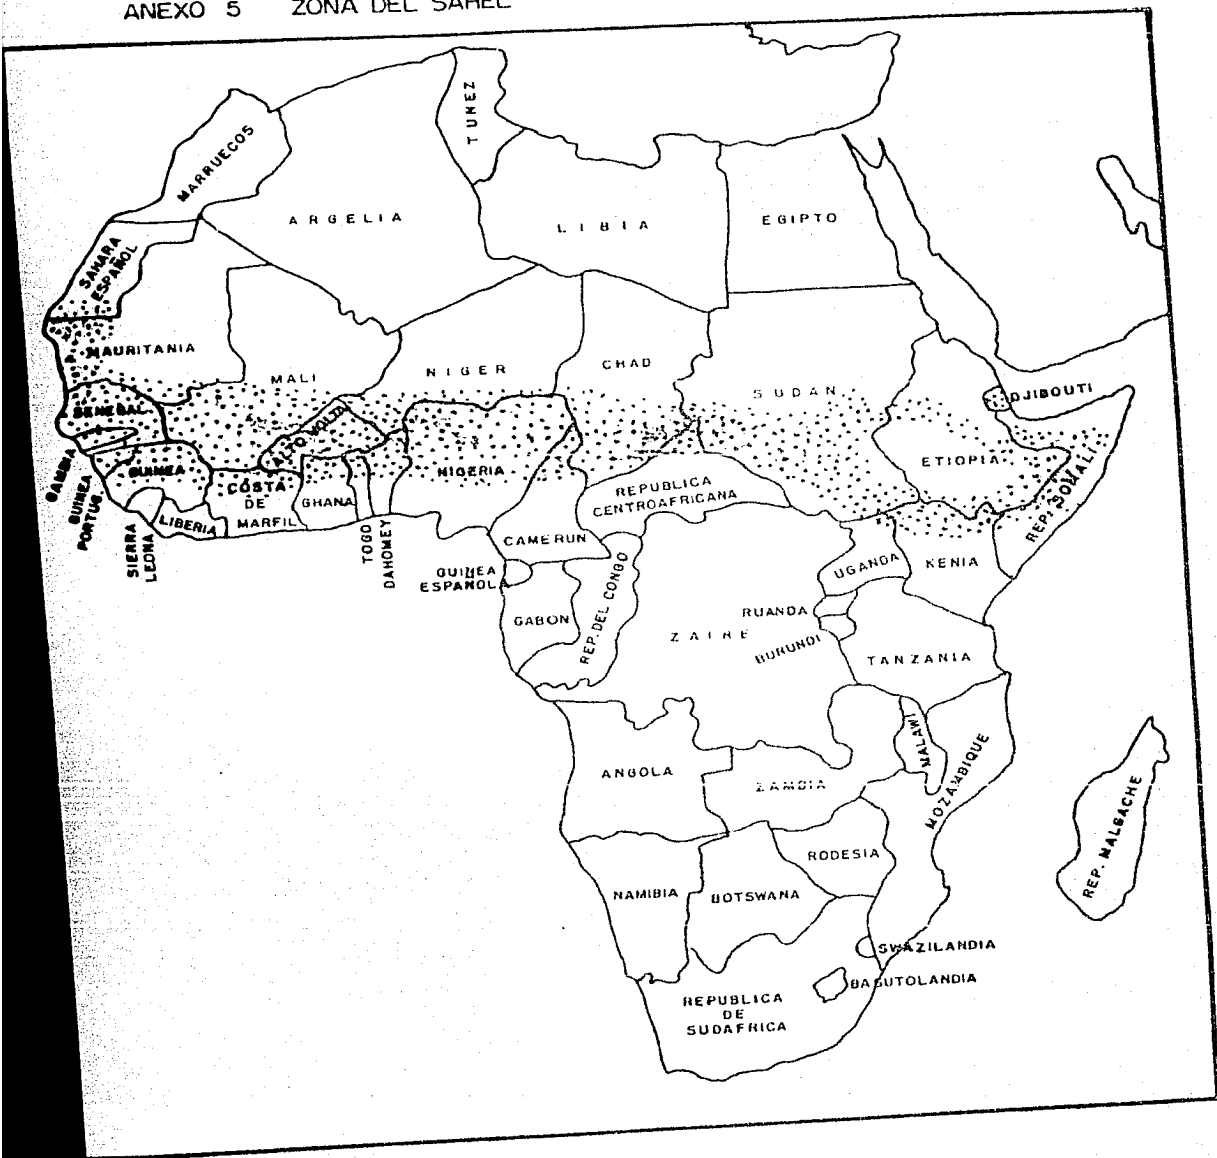 ANEXO 5 ZONA DEL SAHEL
TUNEZ
MARRUECOS
ARGELIA
LIBIA
EGIPTO
SAHARA
ESPAÑOL
MAURITANIA
MALI
NIGER
CHAD
SUDAN
DJIBOUTI
SENEGAL
ALTO VOLTA
GAMBIA
GUINEA
NIGERIA
ETIOPIA
REP. SOMALI
GUINEA
PORTUG.
COSTA
DE
MARFIL
GHANA
REPUBLICA
CENTROAFRICANA
SIERRA
LEONA
LIBERIA
TOGO
DAHOMEY
CAMERUN
UGANDA
KENIA
GUINEA
ESPAÑOLA
GABON
REP. DEL CONGO
ZAIRE
RUANDA
BURUNDI
TANZANIA
ANGOLA
ZAMBIA
MALAWI
MOZAMBIQUE
REP. MALGACHE
RODESIA
NAMIBIA
BOTSWANA
SWAZILANDIA
BASUTOLANDIA
REPUBLICA
DE
SUDAFRICA